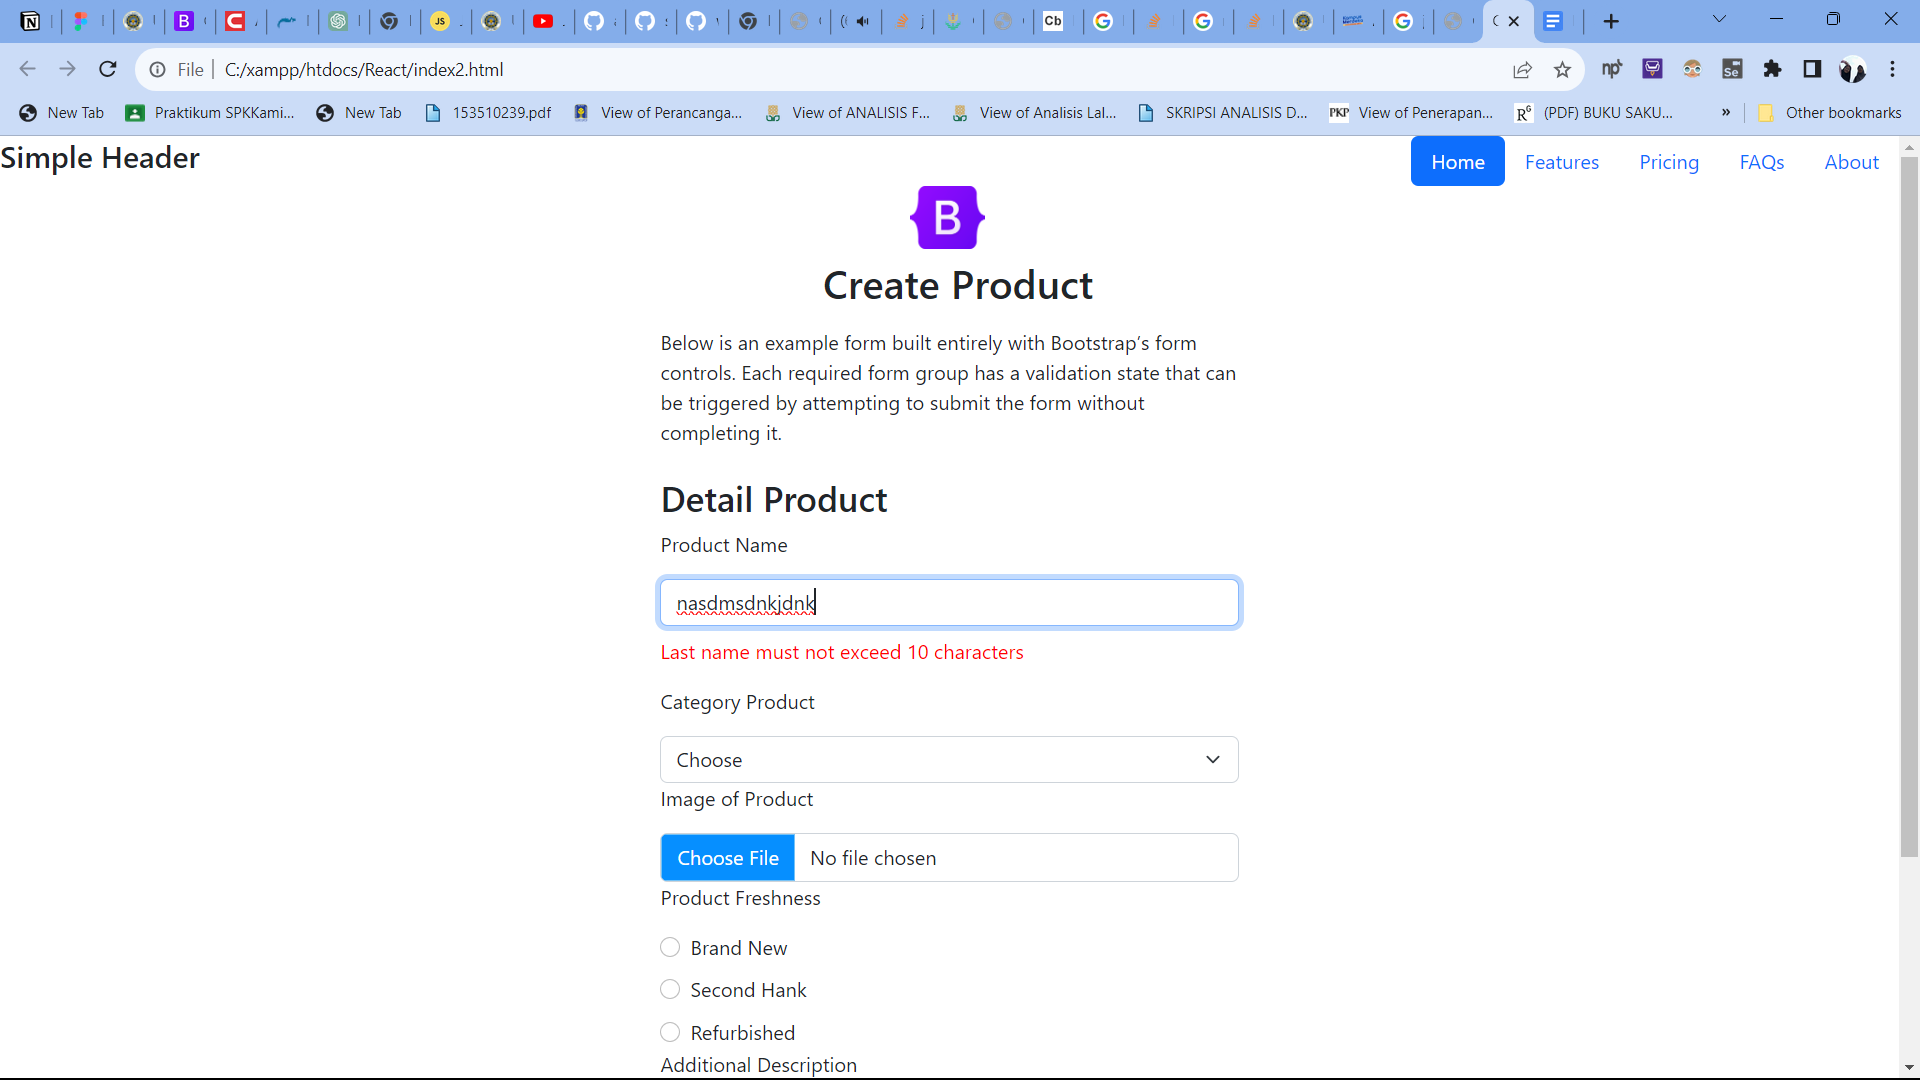 File C:/xampp/htdocs/React/index2.html
New Tab Praktikum SPKKami... New Tab 153510239.pdf View of Perancanga... View of ANALISIS F... View of Analisis Lal... SKRIPSI ANALISIS D... PKP View of Penerapan... (PDF) BUKU SAKU... » Other bookmarks
Simple Header
Home Features Pricing FAQs About
B
Create Product
Below is an example form built entirely with Bootstrap's form
controls. Each required form group has a validation state that can
be triggered by attempting to submit the form without
completing it.
Detail Product
Product Name
nasdmsdnkjdnk
Last name must not exceed 10 characters
Category Product
Choose
Image of Product
Choose File No file chosen
Product Freshness
Brand New
Second Hank
Refurbished
Additional Description